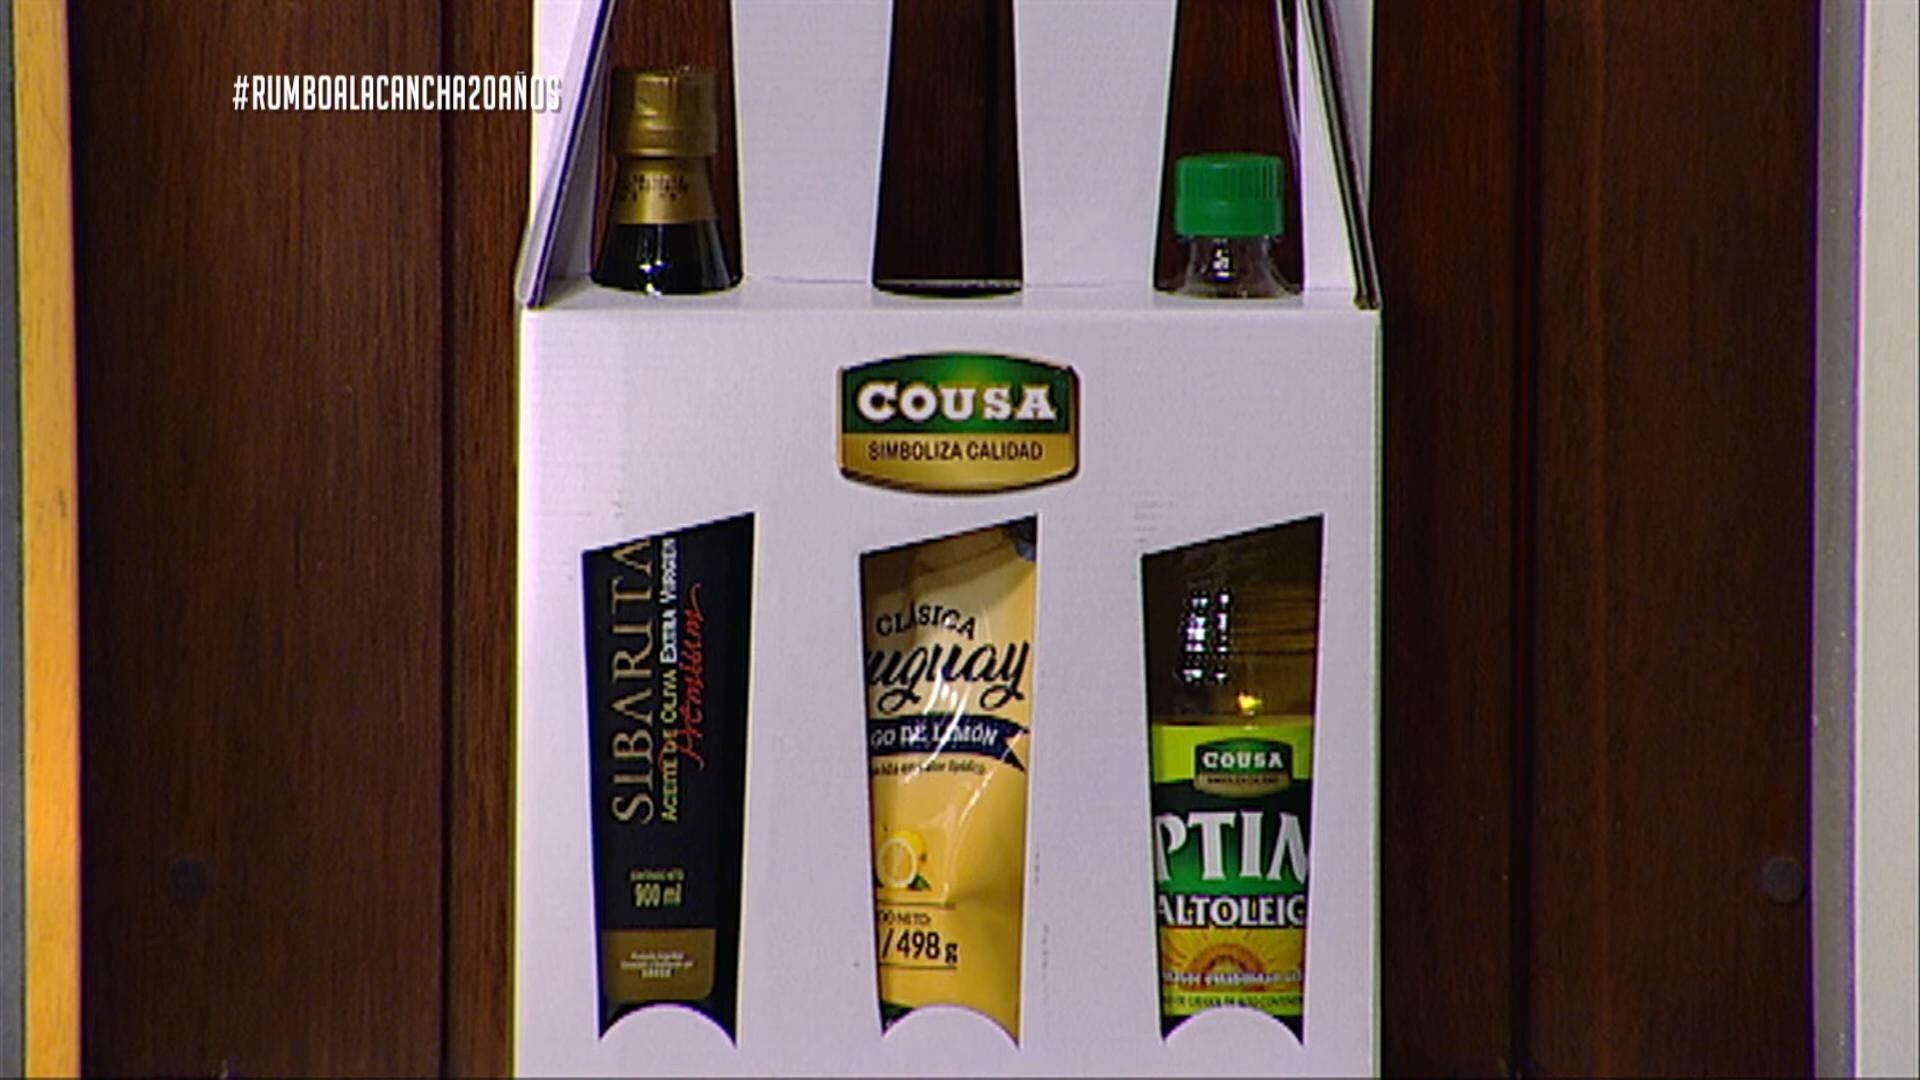 #RUMBOALACANCHA20AÑOS
COUSA
SIMBOLIZA CALIDAD
SIBARITA
ACEITE DE OLIVA EXTRA VIRGEN
Premium
900 ml
CLÁSICA
uguay
GO DE LIMÓN
/498 g
COUSA
PTIM
ALTOLEIC